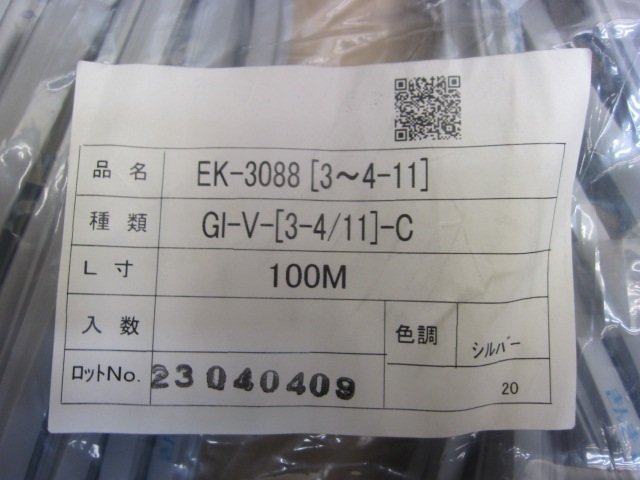 品名 EK-3088[3～4-11]
種類 GI-V-[3-4/11]-C
L寸 100M
入数
色調 シルバー
ロットNo. 23040409
20